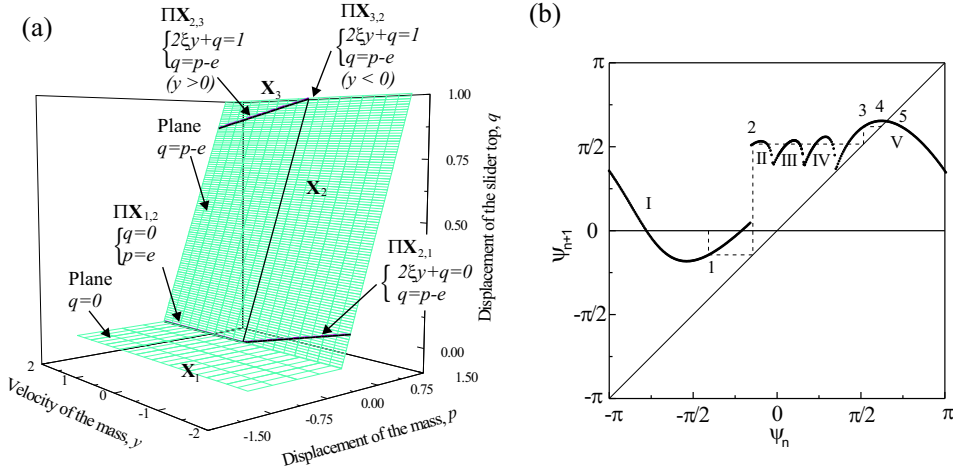 (a)
ΠX2,3
2ξy+q=1
q=p-e
(y >0)
X3
ΠX3,2
2ξy+q=1
q=p-e
(y < 0)
Plane
q=p-e
X2
ΠX1,2
q=0
p=e
Plane
q=0
X1
ΠX2,1
2ξy+q=0
q=p-e
1.00
0.75
0.50
0.00
Displacement of the slider top, q
2
1
0
-1
-2
Velocity of the mass, y
-1.50
-0.75
0.00
0.75
1.50
Displacement of the mass, p
(b)
π
π/2
0
-π/2
-π
ψn+1
-π
-π/2
0
π/2
π
ψn
I
1
2
II
III
IV
3
4
5
V